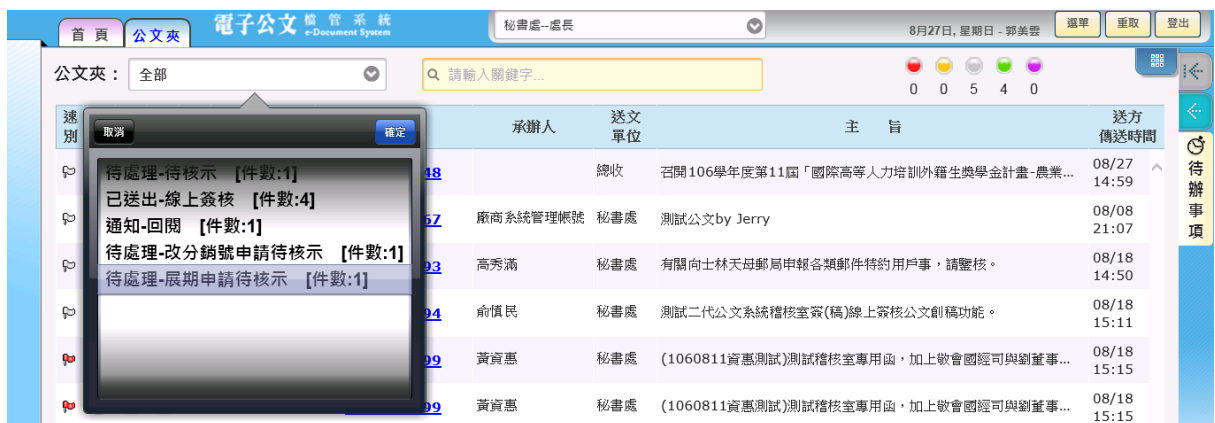 首 頁
公文夾
電子公文 檔 管 系 統
e-Document System
秘書處--處長
8月27日, 星期日 - 郭美雲
選單
重取
登出
公文夾：
全部
請輸入關鍵字...
0 0 5 4 0
速別
承辦人
送文單位
主 旨
送方
傳送時間
取消
確定
待處理-待核示 [件數:1]
已送出-線上簽核 [件數:4]
通知-回閱 [件數:1]
待處理-改分銷號申請待核示 [件數:1]
待處理-展期申請待核示 [件數:1]
48 總收 召開106學年度第11屆「國際高等人力培訓外籍生獎學金計畫-農業... 08/27
14:59
67 廠商系統管理帳號 秘書處 測試公文by Jerry 08/08
21:07
93 高秀滿 秘書處 有關向士林天母郵局申報各類郵件特約用戶事，請鑒核。 08/18
14:50
94 俞慎民 秘書處 測試二代公文系統稽核室簽(稿)線上簽核公文創稿功能。 08/18
15:11
99 黃資惠 秘書處 (1060811資惠測試)測試稽核室專用函，加上敬會國經司與劉董事... 08/18
15:15
99 黃資惠 秘書處 (1060811資惠測試)測試稽核室專用函，加上敬會國經司與劉董事... 08/18
15:15
待辦事項